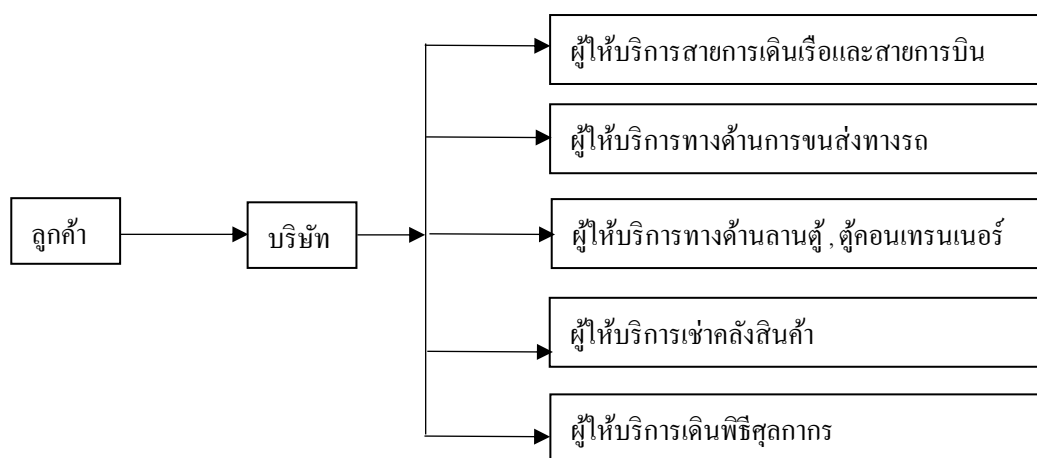 ลูกค้า
บริษัท
ผู้ให้บริการสายการเดินเรือและสายการบิน
ผู้ให้บริการทางด้านการขนส่งทางรถ
ผู้ให้บริการทางด้านลานตู้ , ตู้คอนเทรนเนอร์
ผู้ให้บริการเช่าคลังสินค้า
ผู้ให้บริการเดินพิธีศุลกากร